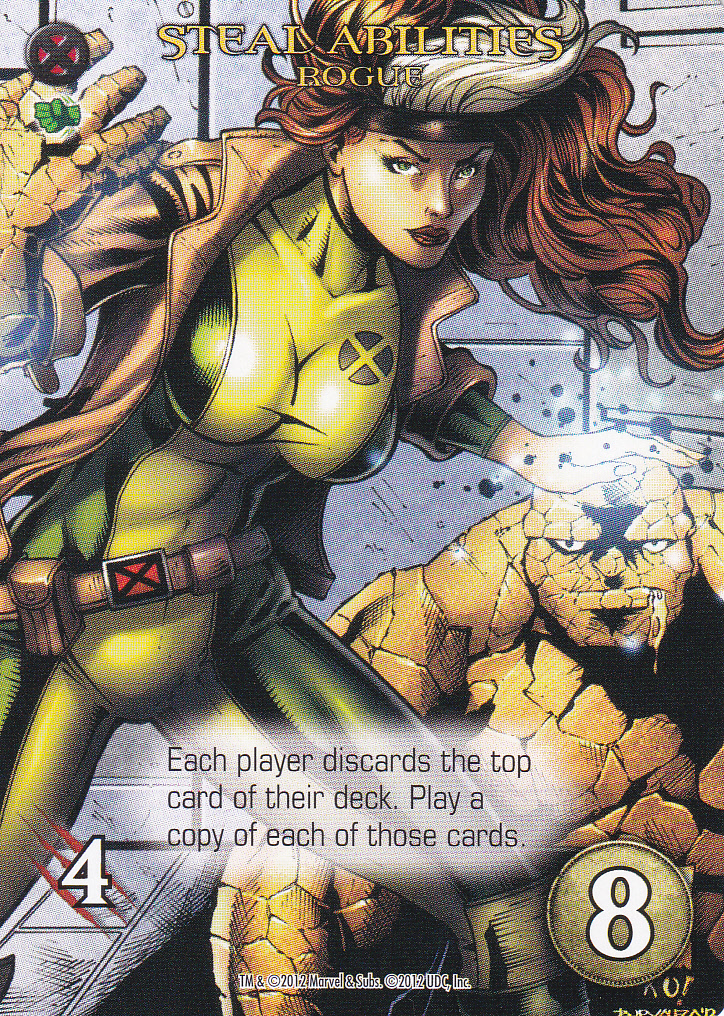 STEAL ABILITIES
ROGUE
Each player discards the top
card of their deck. Play a
copy of each of those cards.
4
8
TM & ©2012 Marvel & Subs. ©2012 UDC, Inc.